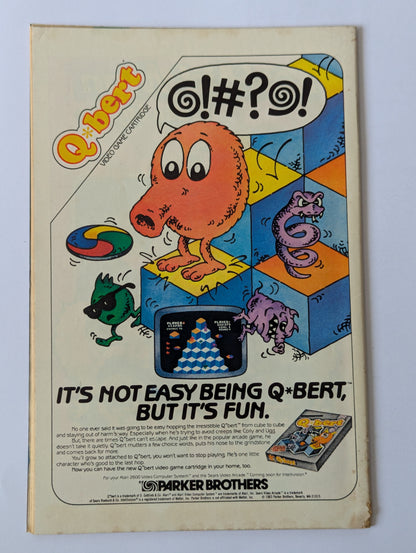 Q*bert
VIDEO GAME CARTRIDGE
@!#?@!
IT'S NOT EASY BEING Q*BERT,™
BUT IT'S FUN.
No one ever said it was going to be easy hopping the irresistible Q*bert™ from cube to cube
and staying out of harm's way. Especially when he's trying to avoid creeps like Coily and Ugg.
But, there are times Q*bert can't escape. And just like in the popular arcade game, he
doesn't take it quietly. Q*bert mutters a few choice words, puts his nose to the grindstone
and comes back for more.
You'll grow so attached to Q*bert, you won't want to stop playing. He's one little
character who's good to the last hop.
Now you can have the new Q*bert video game cartridge in your home, too.
For your Atari 2600 Video Computer System™ and the Sears Video Arcade.™ Coming soon for Intellivision.®
PARKER BROTHERS
Q*bert